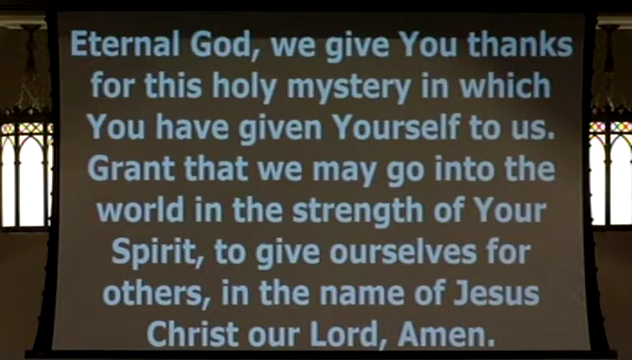 Eternal God, we give You thanks
for this holy mystery in which
You have given Yourself to us.
Grant that we may go into the
world in the strength of Your
Spirit, to give ourselves for
others, in the name of Jesus
Christ our Lord, Amen.